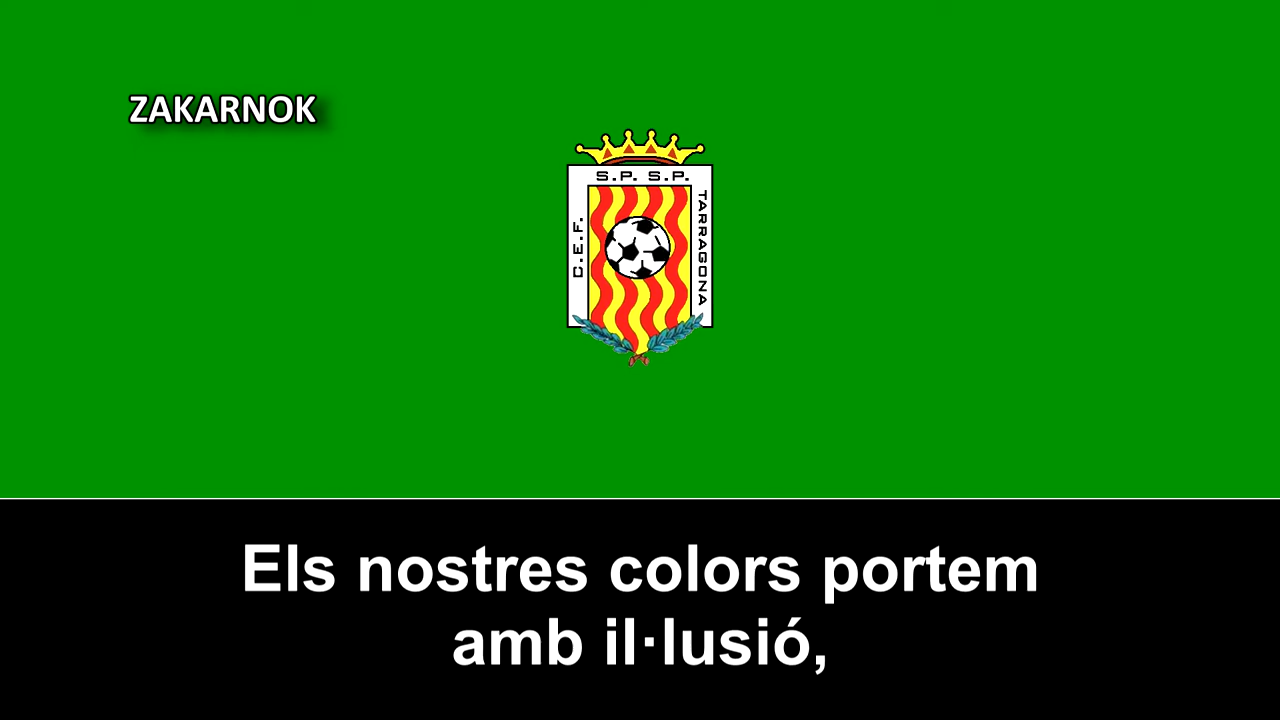 ZAKARNOK
S.P. S.P.
C.E.F.
TARRAGONA
Els nostres colors portem
amb il·lusió,